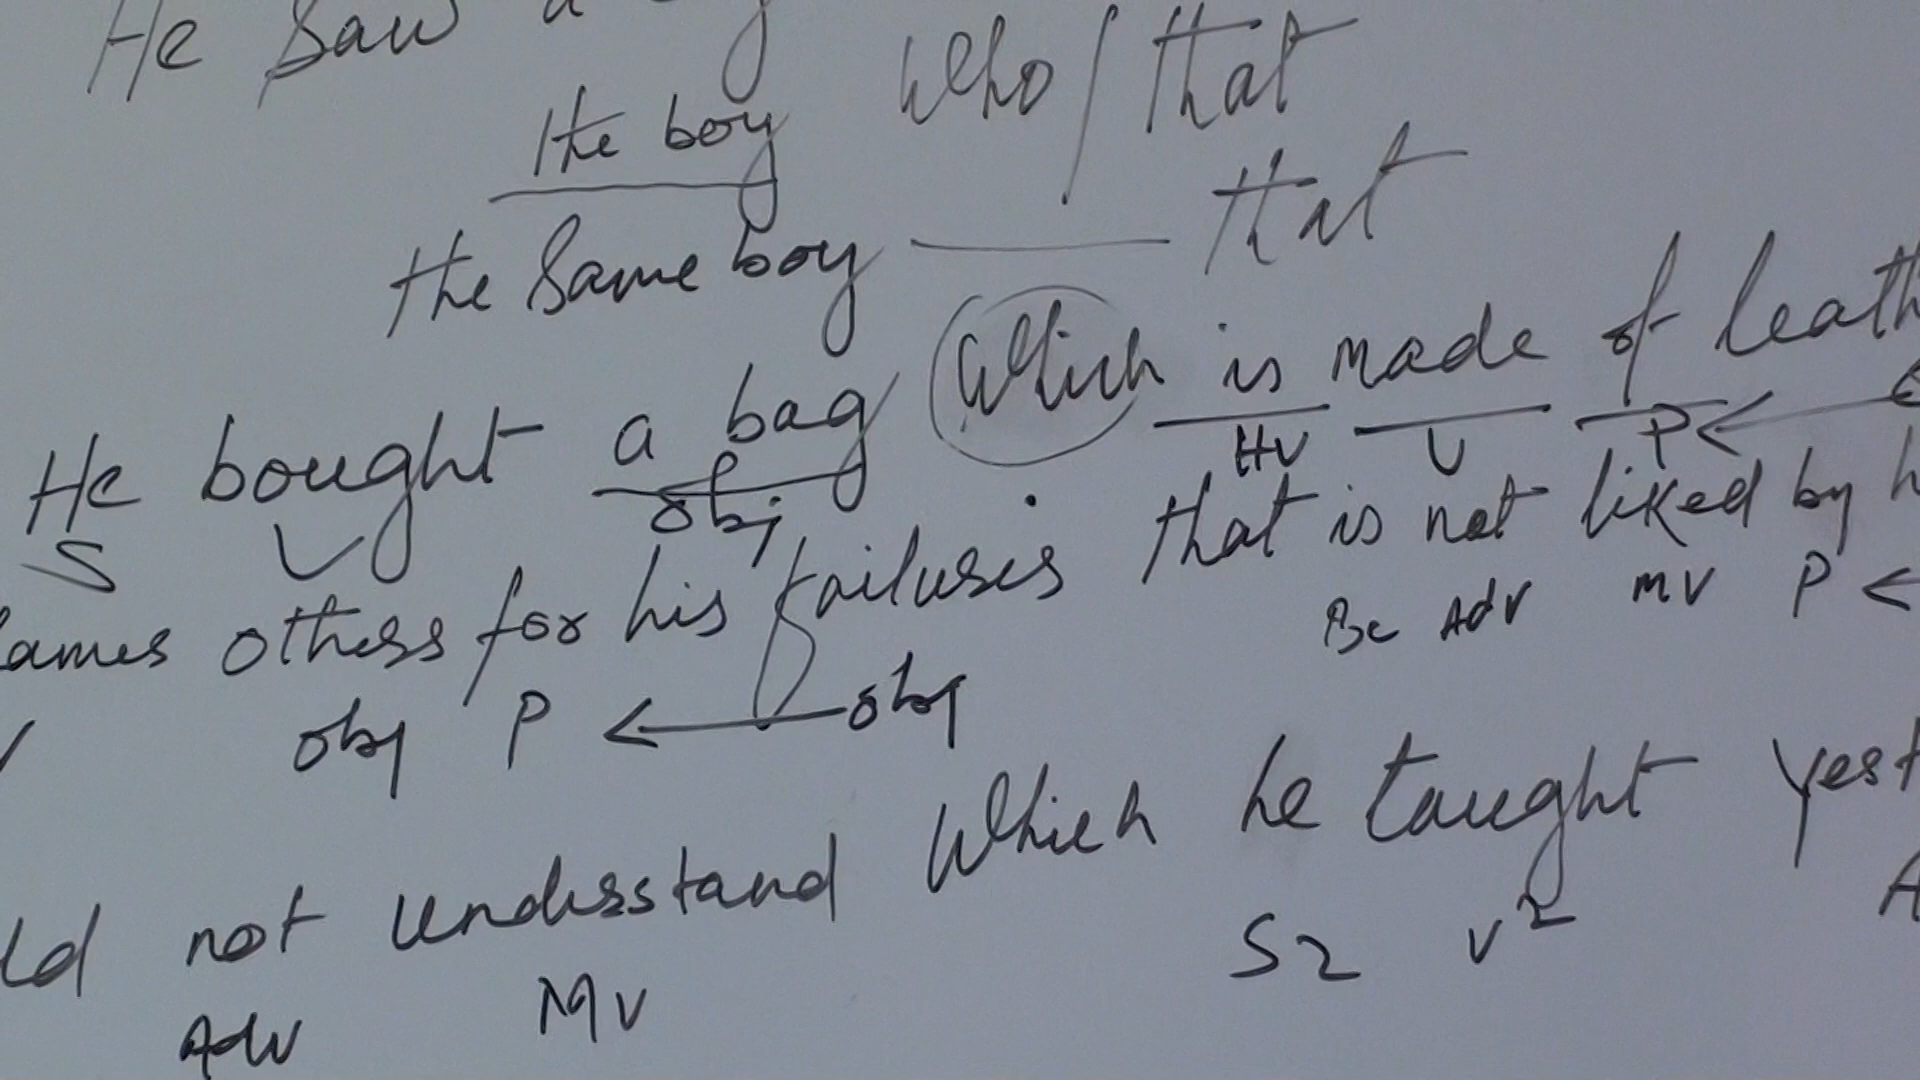 He saw a
the boy who / that
the same boy — that
He bought a bag which is made of leath
S V obj HV V P ←
ames others for his failures that is not liked by h
obj P ← obj Be Adv MV P ←
ld not understand which he taught yest
Adv MV S2 V2 A